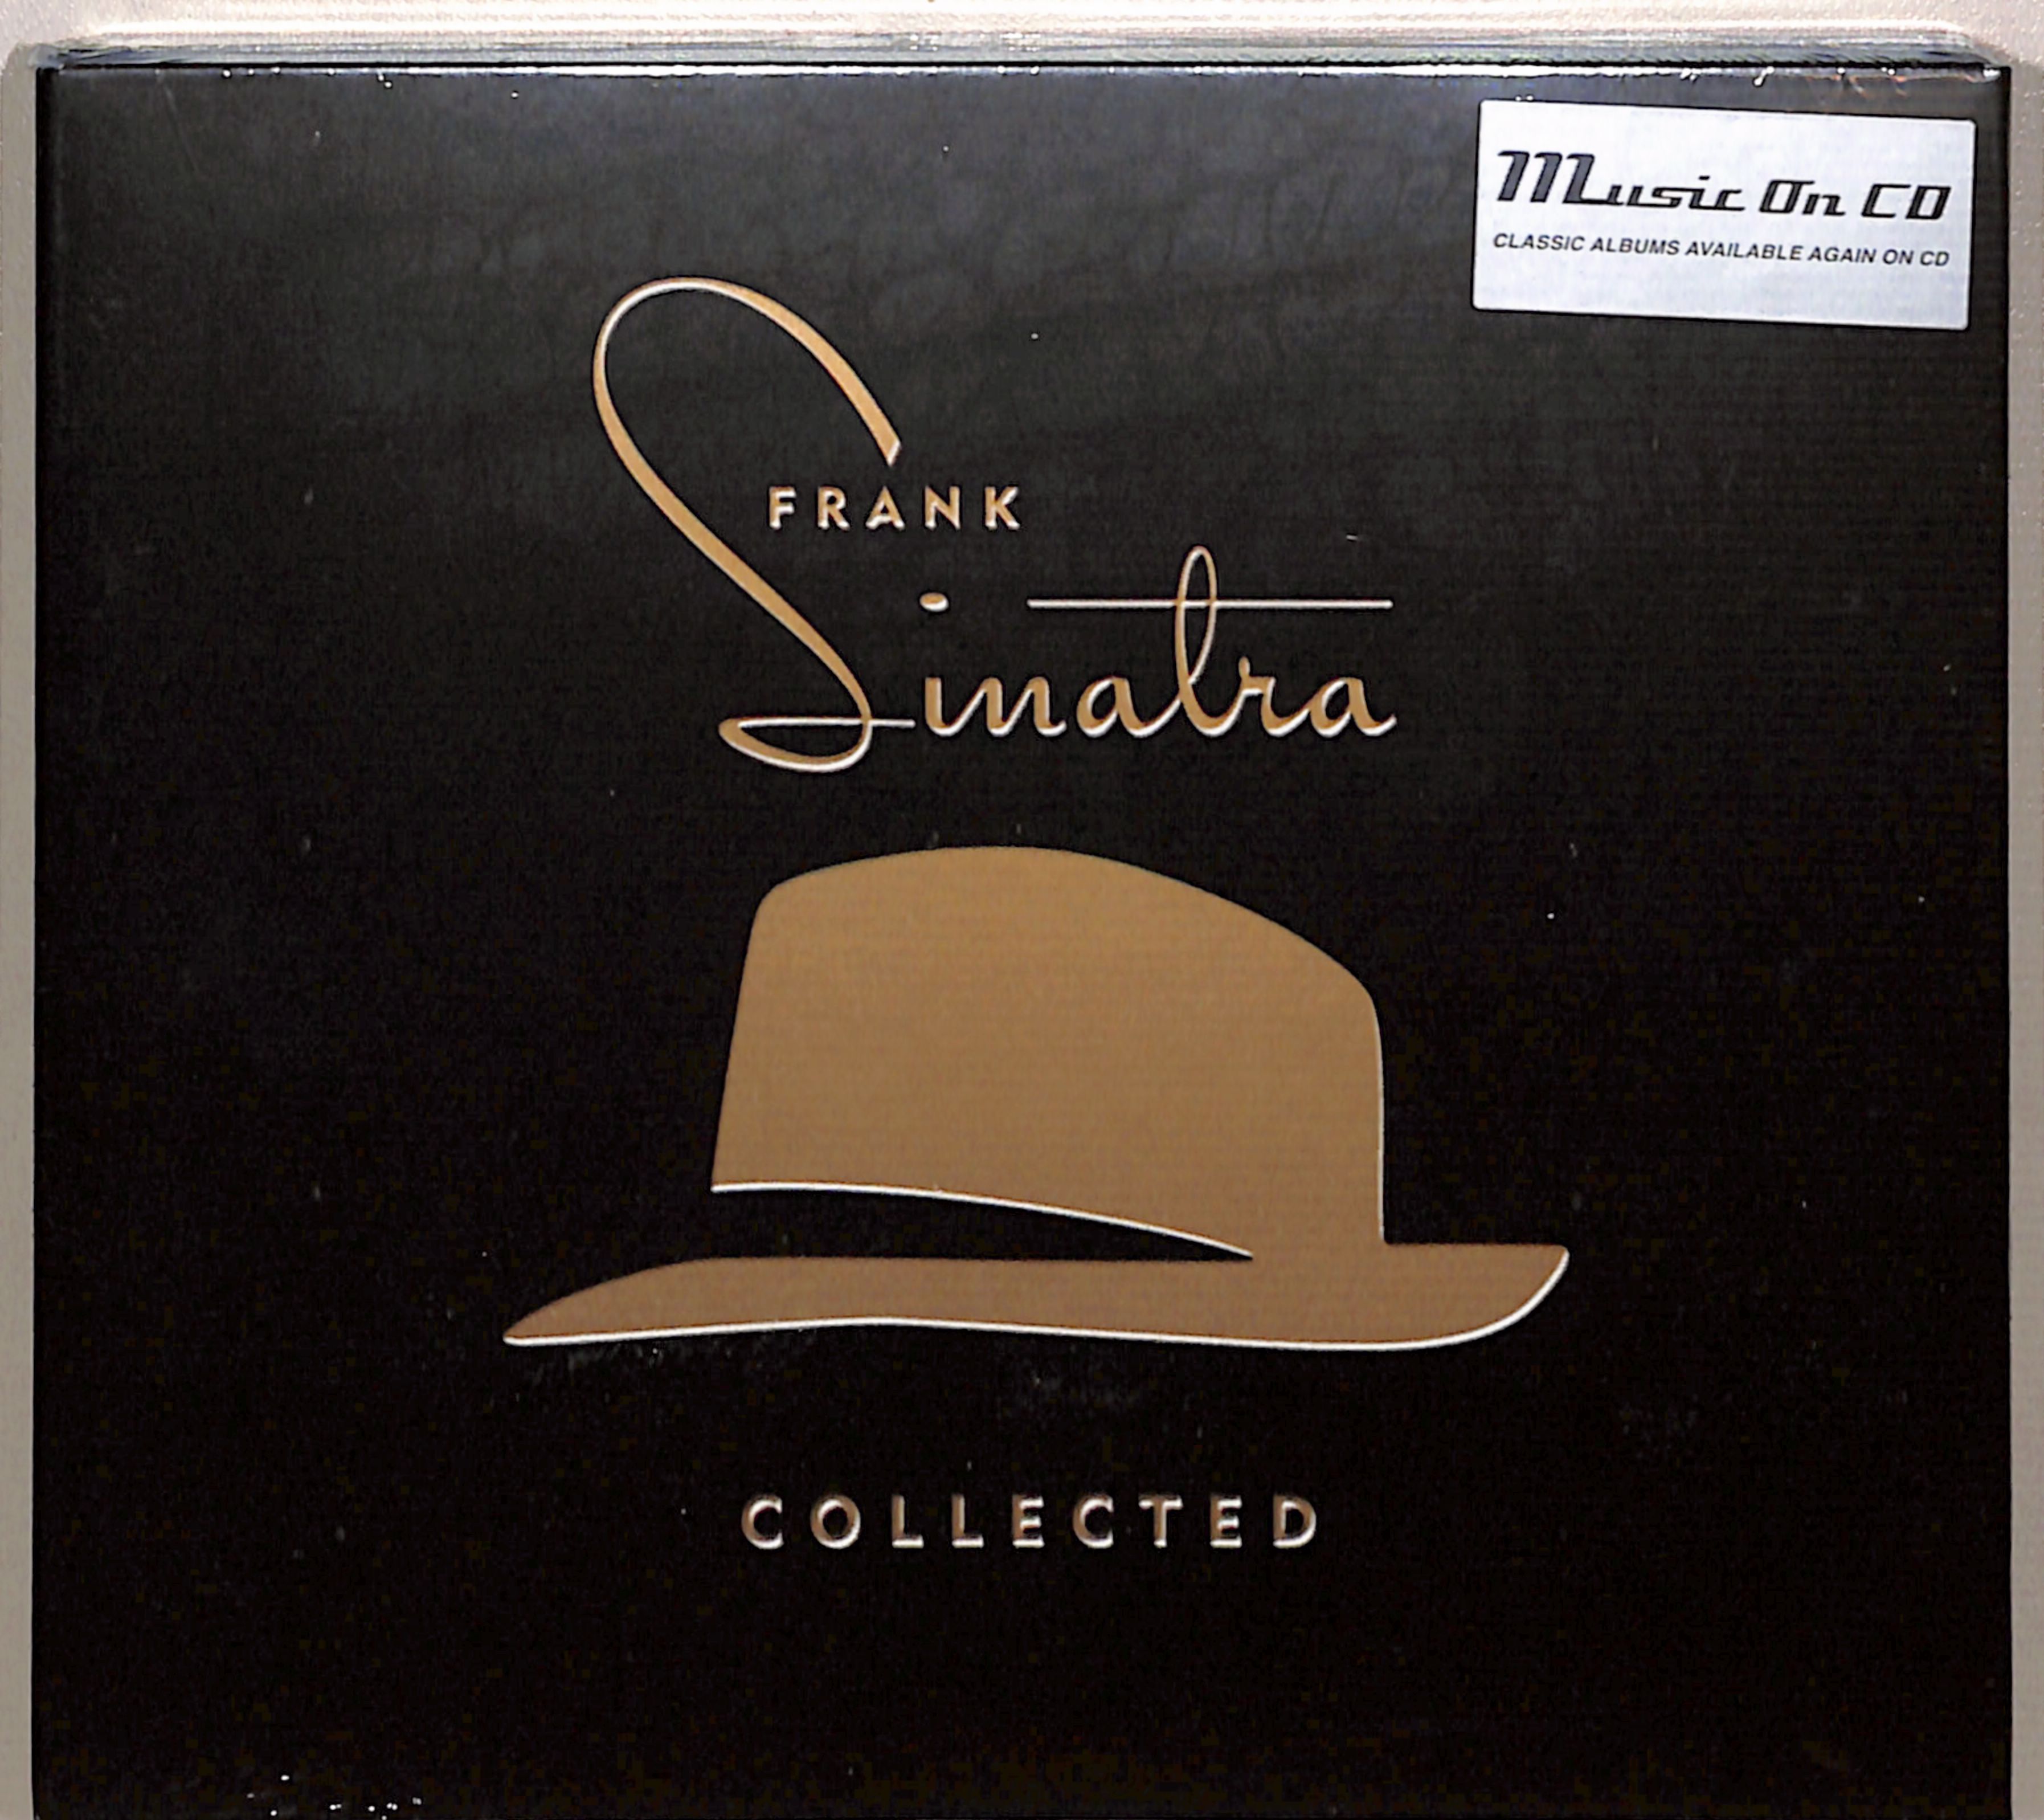 Music On CD
CLASSIC ALBUMS AVAILABLE AGAIN ON CD
FRANK
Sinatra
COLLECTED